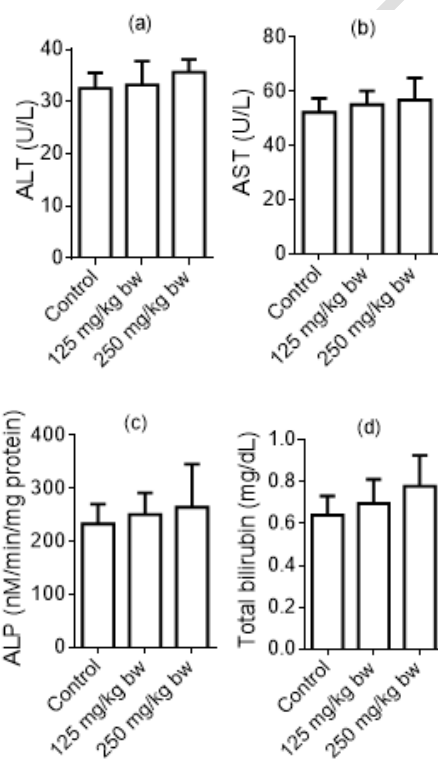 (a)
ALT (U/L)
40
30
20
10
0
Control
125 mg/kg bw
250 mg/kg bw
(b)
AST (U/L)
80
60
40
20
0
Control
125 mg/kg bw
250 mg/kg bw
(c)
ALP (nM/min/mg protein)
400
300
200
100
0
Control
125 mg/kg bw
250 mg/kg bw
(d)
Total bilirubin (mg/dL)
1.0
0.8
0.6
0.4
0.2
0.0
Control
125 mg/kg bw
250 mg/kg bw